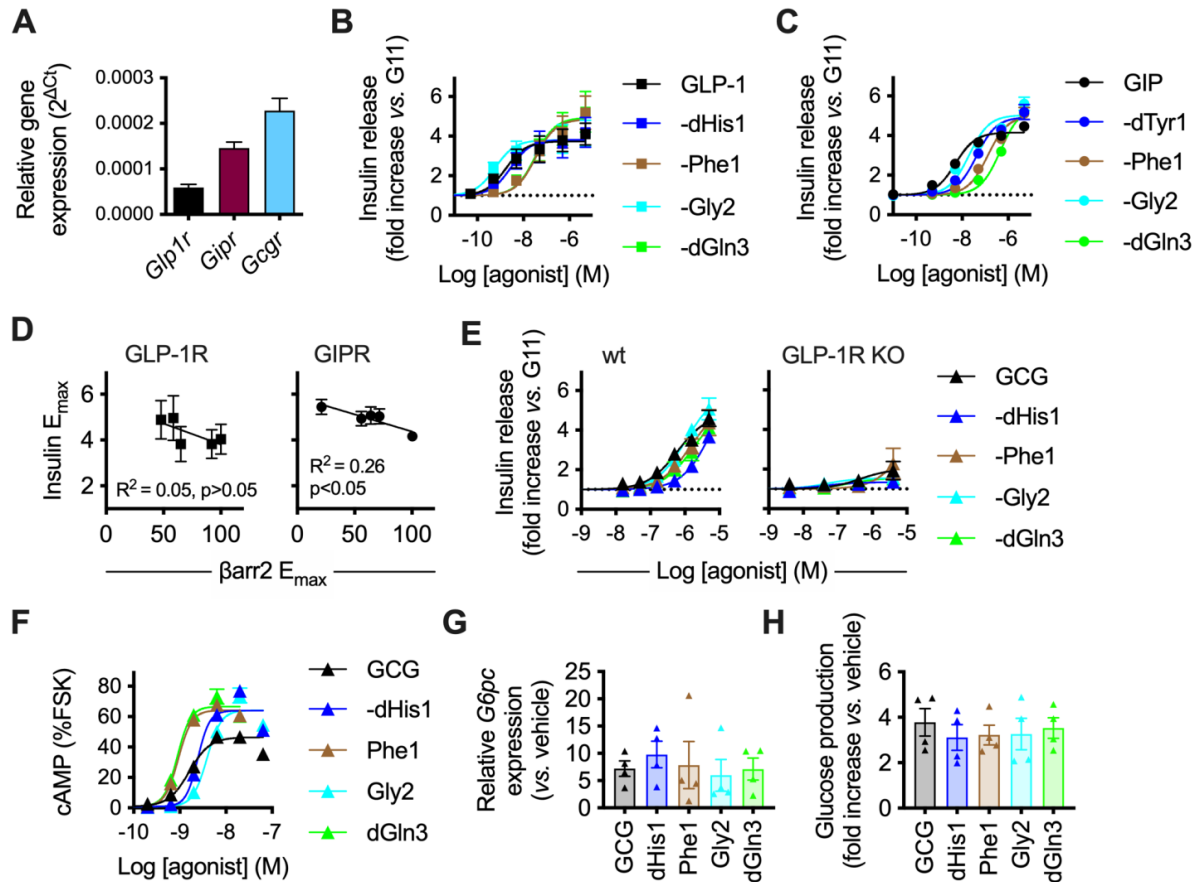 A
Relative gene
expression (2^ΔCt)
0.0003
0.0002
0.0001
0.0000
Glp1r
Gipr
Gcgr
B
Insulin release
(fold increase vs. G11)
6
4
2
0
-10
-8
-6
Log [agonist] (M)
GLP-1
-dHis1
-Phe1
-Gly2
-dGln3
C
Insulin release
(fold increase vs. G11)
6
4
2
0
-10
-8
-6
Log [agonist] (M)
GIP
-dTyr1
-Phe1
-Gly2
-dGln3
D
GLP-1R
GIPR
Insulin E_max
6
4
2
R² = 0.05, p>0.05
R² = 0.26
p<0.05
0
50
100
0
50
100
βarr2 E_max
E
wt
GLP-1R KO
Insulin release
(fold increase vs. G11)
6
4
2
0
-9 -8 -7 -6 -5
-9 -8 -7 -6 -5
Log [agonist] (M)
GCG
-dHis1
-Phe1
-Gly2
-dGln3
F
cAMP (%FSK)
80
60
40
20
0
-10
-9
-8
-7
Log [agonist] (M)
GCG
-dHis1
Phe1
Gly2
dGln3
G
Relative G6pc
expression
(vs. vehicle)
25
20
15
10
5
0
GCG
dHis1
Phe1
Gly2
dGln3
H
Glucose production
(fold increase vs. vehicle)
6
4
2
0
GCG
dHis1
Phe1
Gly2
dGln3